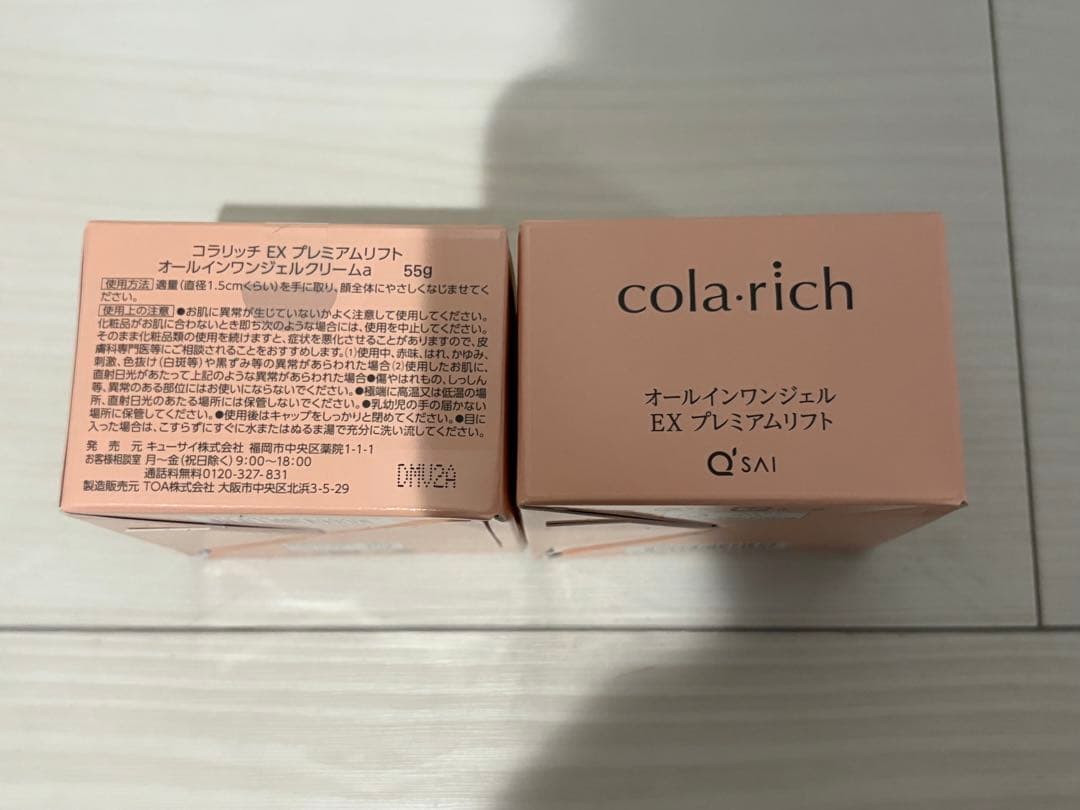 コラリッチ EX プレミアムリフト
オールインワンジェルクリームa 55g
使用方法 適量(直径1.5cmくらい)を手に取り、顔全体にやさしくなじませてく
ださい。
使用上の注意 ●お肌に異常が生じていないかよく注意して使用してください。
化粧品がお肌に合わないとき即ち次のような場合には、使用を中止してください。
そのまま化粧品類の使用を続けますと、症状を悪化させることがありますので、皮
膚科専門医等にご相談されることをおすすめします。(1)使用中、赤味、はれ、かゆみ、
刺激、色抜け(白斑等)や黒ずみ等の異常があらわれた場合(2)使用したお肌に、
直射日光があたって上記のような異常があらわれた場合●傷やはれもの、しっしん
等、異常のある部位にはお使いにならないでください。●極端に高温又は低温の場
所、直射日光のあたる場所には保管しないでください。●乳幼児の手の届かない
場所に保管してください。●使用後はキャップをしっかりと閉めてください。●目に
入った場合は、こすらずにすぐに水またはぬるま湯で充分に洗い流してください。
発売元 キューサイ株式会社 福岡市中央区薬院1-1-1
お客様相談室 月〜金(祝日除く)9:00〜18:00
通話料無料0120-327-831
製造販売元 TOA株式会社 大阪市中央区北浜3-5-29
DMV2A
cola・rich
オールインワンジェル
EX プレミアムリフト
Q'SAI